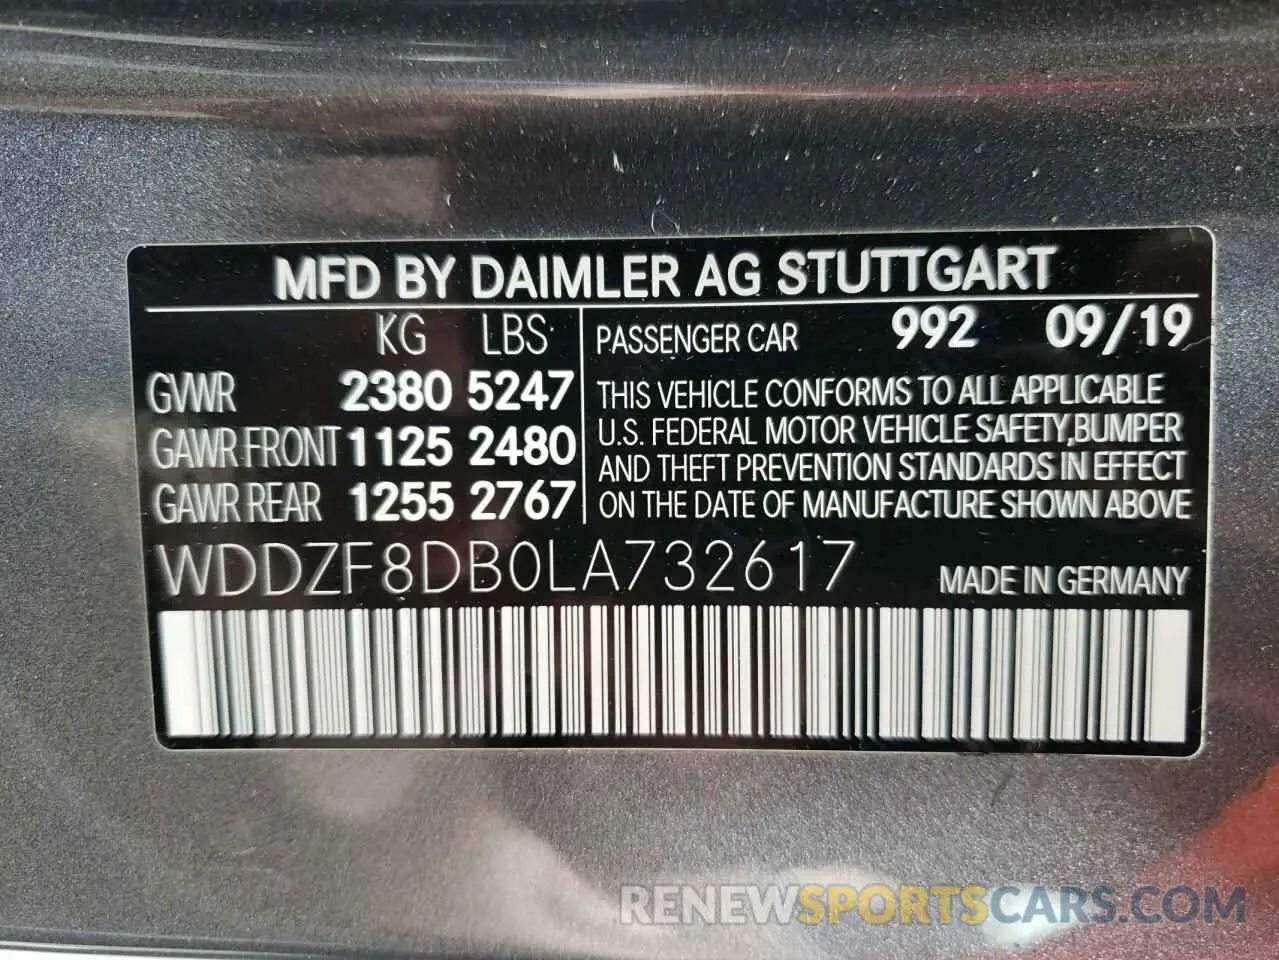 MFD BY DAIMLER AG STUTTGART
KG LBS
GVWR 2380 5247
GAWR FRONT 1125 2480
GAWR REAR 1255 2767
PASSENGER CAR 992 09/19
THIS VEHICLE CONFORMS TO ALL APPLICABLE
U.S. FEDERAL MOTOR VEHICLE SAFETY,BUMPER
AND THEFT PREVENTION STANDARDS IN EFFECT
ON THE DATE OF MANUFACTURE SHOWN ABOVE
WDDZF8DB0LA732617 MADE IN GERMANY
RENEWSPORTSCARS.COM